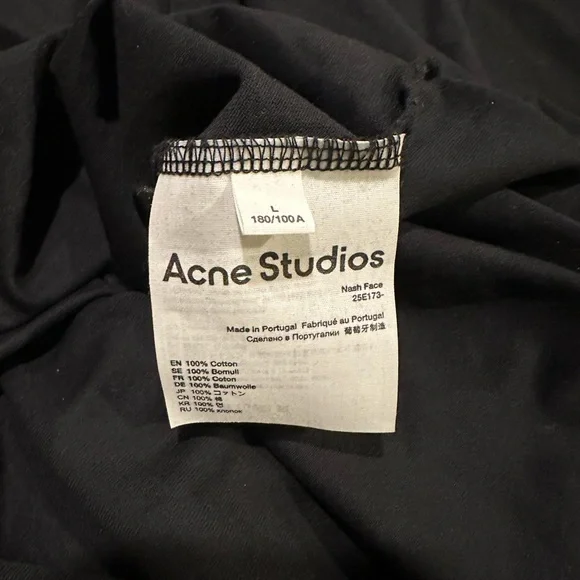 L
180/100A
Acne Studios
Nash Face
25E173-
Made in Portugal Fabriqué au Portugal
Сделано в Португалии 葡萄牙制造
EN 100% Cotton
SE 100% Bomull
FR 100% Coton
DE 100% Baumwolle
JP 100% コットン
CN 100% 棉
KR 100% 면
RU 100% хлопок